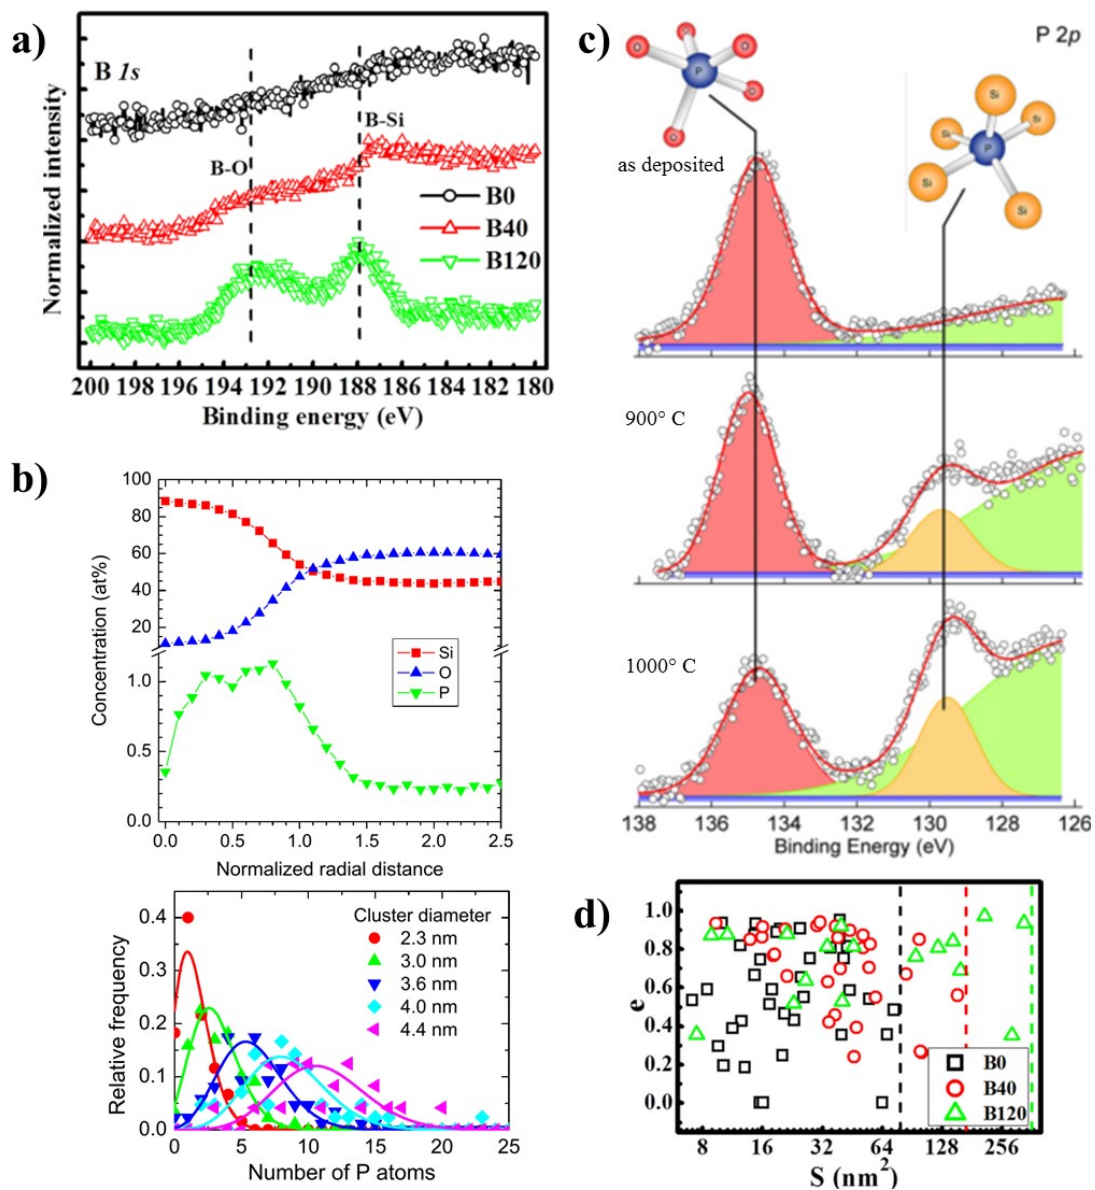 a)
B 1s
B-Si
B-O
B0
B40
B120
Normalized intensity
200 198 196 194 192 190 188 186 184 182 180
Binding energy (eV)
b)
100
80
60
40
20
1.0
0.5
0.0
Concentration (at%)
Si
O
P
0.0 0.5 1.0 1.5 2.0 2.5
Normalized radial distance
0.4
0.3
0.2
0.1
0.0
Relative frequency
Cluster diameter
2.3 nm
3.0 nm
3.6 nm
4.0 nm
4.4 nm
0 5 10 15 20 25
Number of P atoms
c)
P 2p
O
O
O
P
O
O
Si
Si
Si
P
Si
Si
as deposited
900° C
1000° C
138 136 134 132 130 128 126
Binding Energy (eV)
d)
1.0
0.8
0.6
0.4
0.2
0.0
e
B0
B40
B120
8 16 32 64 128 256
S (nm2)